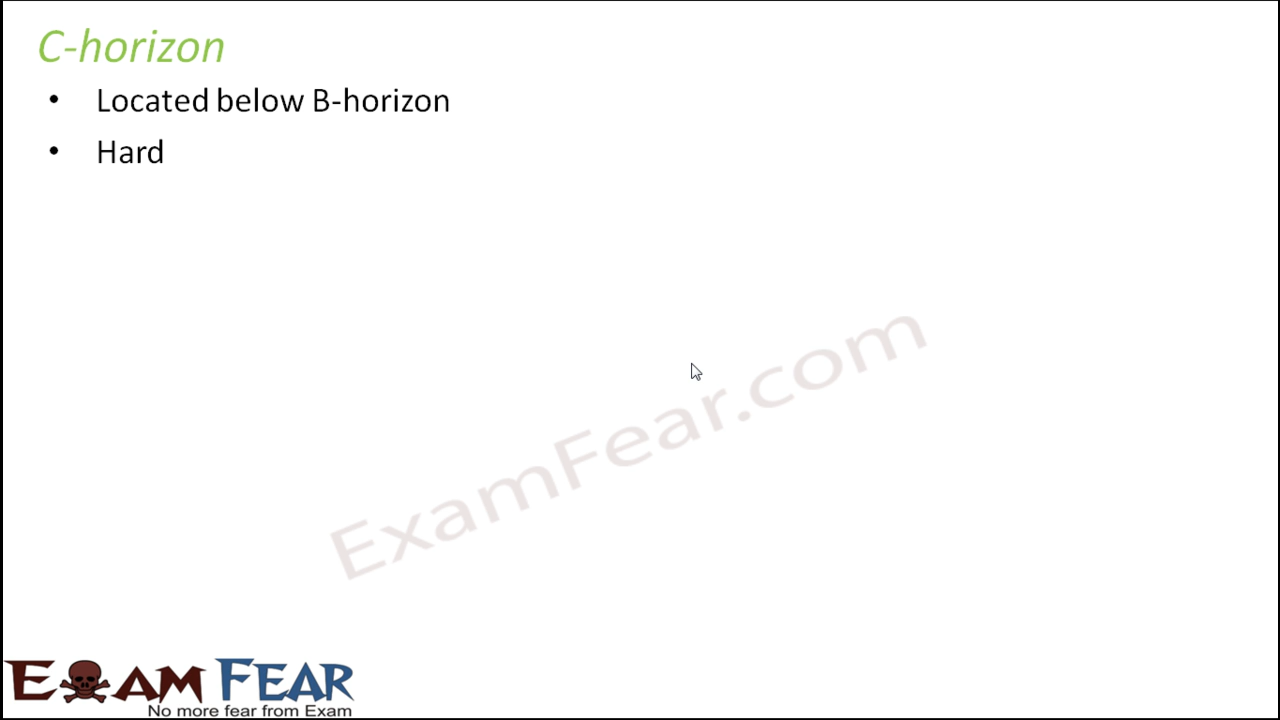 C-horizon
• Located below B-horizon
• Hard
ExamFear.com
EXAM FEAR
No more fear from Exam